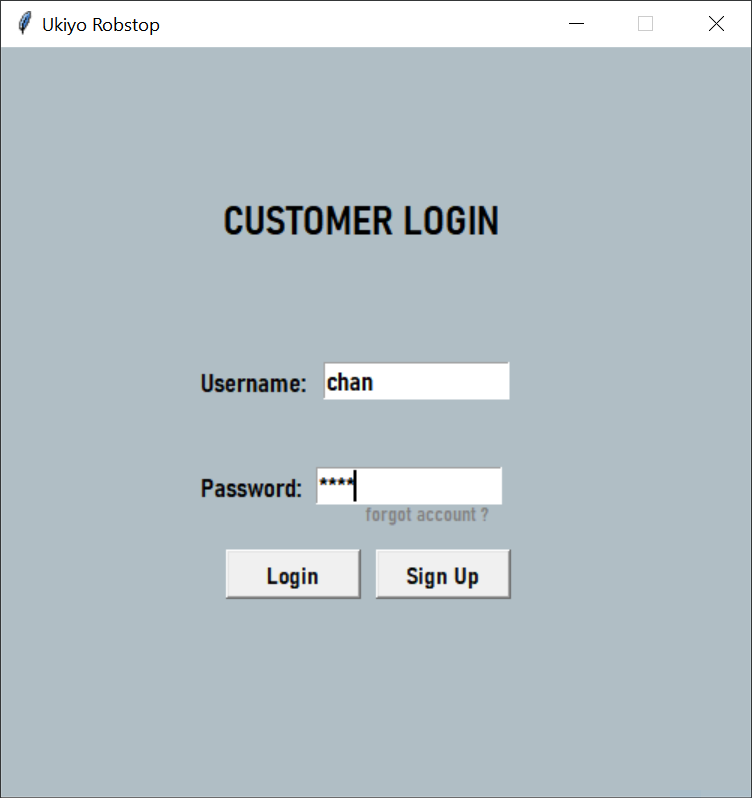 Ukiyo Robstop
CUSTOMER LOGIN
Username: chan
Password: ****
forgot account ?
Login Sign Up